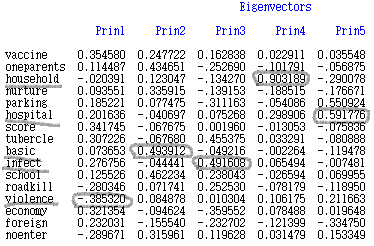 Eigenvectors
Prin1 Prin2 Prin3 Prin4 Prin5
vaccine 0.354580 0.247722 0.162838 0.022911 0.035548
oneparents 0.114487 0.434651 -.252690 -.101791 -.056875
household -.020391 0.123047 -.134270 0.903189 -.290078
nurture 0.093551 0.335915 -.139153 -.188515 -.176671
parking 0.185221 0.077475 -.311163 -.054086 0.550924
hospital 0.201636 -.040697 0.075268 0.298906 0.591776
score 0.341745 -.067675 0.001960 -.013053 -.075836
tubercle 0.307226 -.067680 0.455375 0.033291 -.080888
basic 0.073653 0.493912 -.049216 -.002264 -.119478
infect 0.276756 -.044441 0.491608 0.065494 -.007481
school 0.125526 0.462234 0.238043 -.026594 0.069955
roadkill -.280346 0.071741 0.252530 -.078179 -.118950
violence -.385320 0.084878 0.010304 0.106175 0.211663
economy 0.321354 -.094624 -.359552 0.078488 0.019648
foreign 0.232031 -.155540 -.232702 -.121399 -.334750
noenter -.289671 0.315961 0.119628 0.031479 0.153349